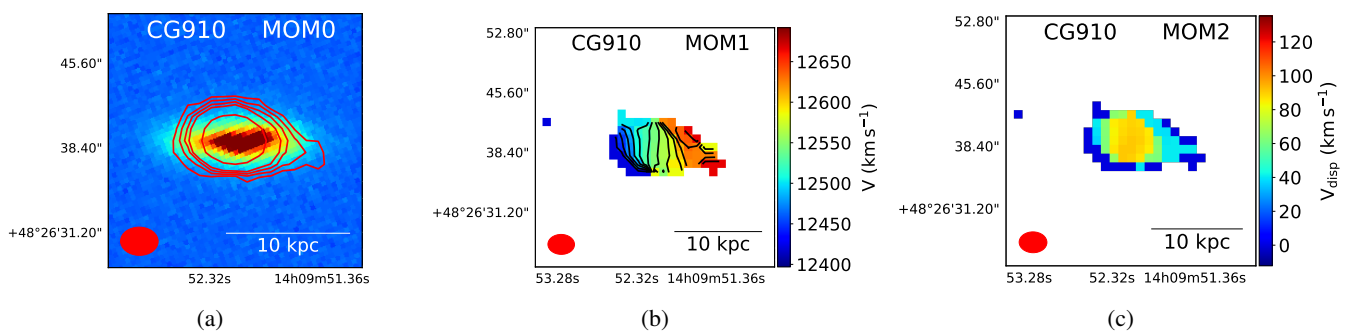 CG910 MOM0
45.60"
38.40"
+48°26'31.20"
10 kpc
52.32s 14h09m51.36s
(a)
CG910 MOM1
52.80"
45.60"
38.40"
+48°26'31.20"
10 kpc
53.28s 52.32s 14h09m51.36s
12650
12600
12550
12500
12450
12400
V (km s⁻¹)
(b)
CG910 MOM2
52.80"
45.60"
38.40"
+48°26'31.20"
10 kpc
53.28s 52.32s 14h09m51.36s
120
100
80
60
40
20
0
V_disp (km s⁻¹)
(c)